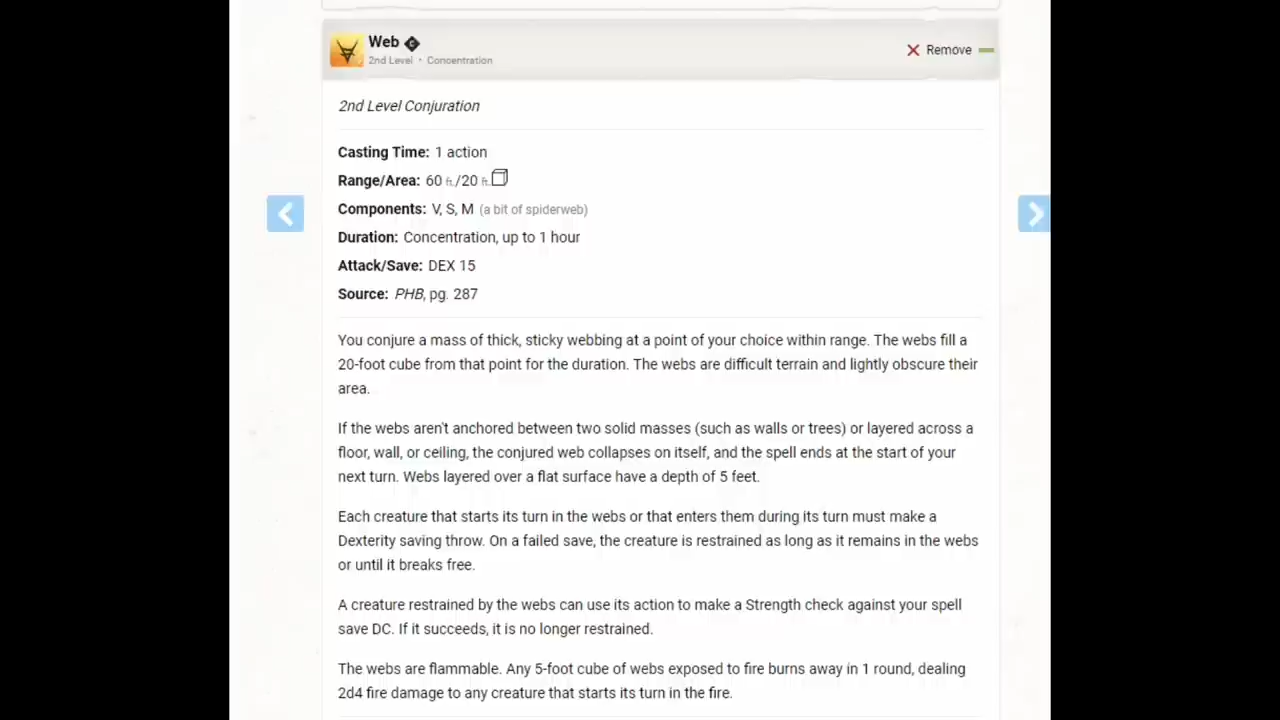 Web
Remove
2nd Level • Concentration
2nd Level Conjuration
Casting Time: 1 action
Range/Area: 60 ft./20 ft.
Components: V, S, M (a bit of spiderweb)
Duration: Concentration, up to 1 hour
Attack/Save: DEX 15
Source: PHB, pg. 287
You conjure a mass of thick, sticky webbing at a point of your choice within range. The webs fill a
20-foot cube from that point for the duration. The webs are difficult terrain and lightly obscure their
area.
If the webs aren't anchored between two solid masses (such as walls or trees) or layered across a
floor, wall, or ceiling, the conjured web collapses on itself, and the spell ends at the start of your
next turn. Webs layered over a flat surface have a depth of 5 feet.
Each creature that starts its turn in the webs or that enters them during its turn must make a
Dexterity saving throw. On a failed save, the creature is restrained as long as it remains in the webs
or until it breaks free.
A creature restrained by the webs can use its action to make a Strength check against your spell
save DC. If it succeeds, it is no longer restrained.
The webs are flammable. Any 5-foot cube of webs exposed to fire burns away in 1 round, dealing
2d4 fire damage to any creature that starts its turn in the fire.